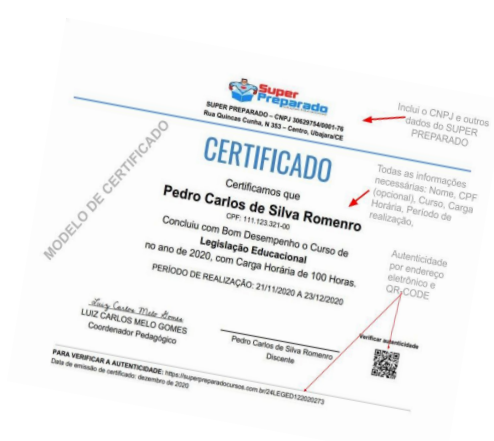 Super
Preparado
SUPER PREPARADO – CNPJ 30629754/0001-76
Rua Quincas Cunha, N 353 – Centro, Ubajara/CE
Inclui o CNPJ e outros
dados do SUPER
PREPARADO
MODELO DE CERTIFICADO
CERTIFICADO
Certificamos que
Pedro Carlos de Silva Romenro
CPF: 111.123.321-00
Concluiu com Bom Desempenho o Curso de
Legislação Educacional
no ano de 2020, com Carga Horária de 100 Horas.
PERÍODO DE REALIZAÇÃO: 21/11/2020 A 23/12/2020
Todas as informações
necessárias: Nome, CPF
(opcional), Curso, Carga
Horária, Período de
realização.
Autenticidade
por endereço
eletrônico e
QR-CODE
Luiz Carlos Melo Gomes
LUIZ CARLOS MELO GOMES
Coordenador Pedagógico
Pedro Carlos de Silva Romenro
Discente
Verificar autenticidade
PARA VERIFICAR A AUTENTICIDADE: https://superpreparadocursos.com.br/24LEGED122020273
Data de emissão de certificado: dezembro de 2020